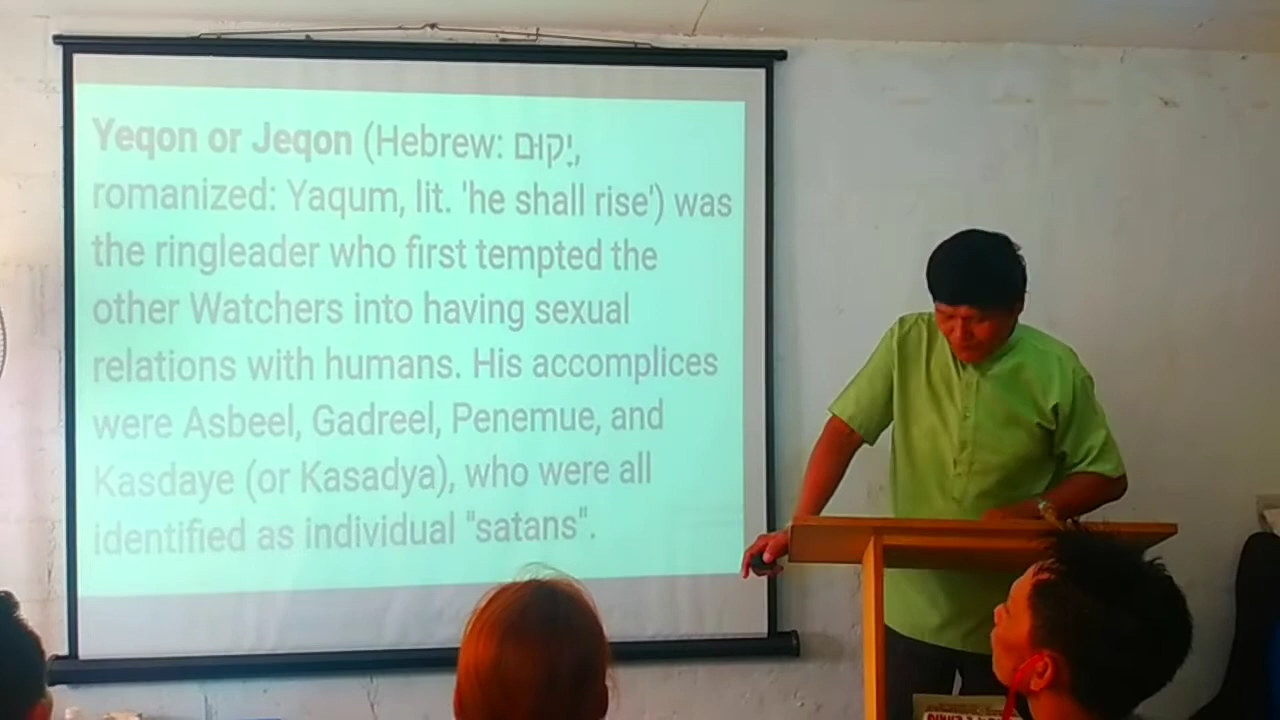 Yeqon or Jeqon (Hebrew: יָקוּם,
romanized: Yaqum, lit. 'he shall rise') was
the ringleader who first tempted the
other Watchers into having sexual
relations with humans. His accomplices
were Asbeel, Gadreel, Penemue, and
Kasdaye (or Kasadya), who were all
identified as individual "satans".